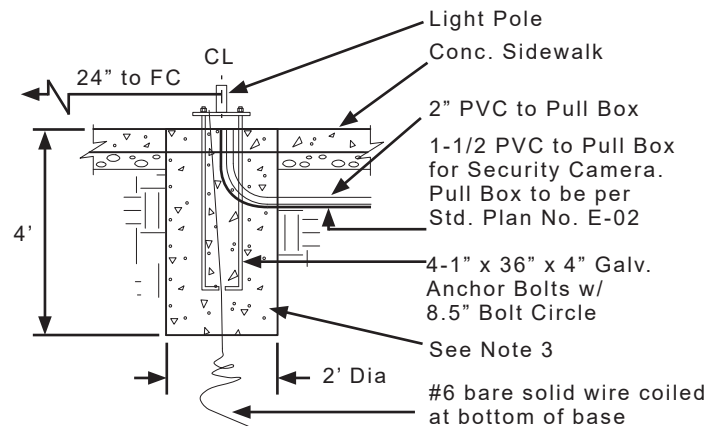 Light Pole
CL
Conc. Sidewalk
24” to FC
2” PVC to Pull Box
1-1/2 PVC to Pull Box
for Security Camera.
Pull Box to be per
Std. Plan No. E-02
4’
4-1” x 36” x 4” Galv.
Anchor Bolts w/
8.5” Bolt Circle
See Note 3
2’ Dia
#6 bare solid wire coiled
at bottom of base